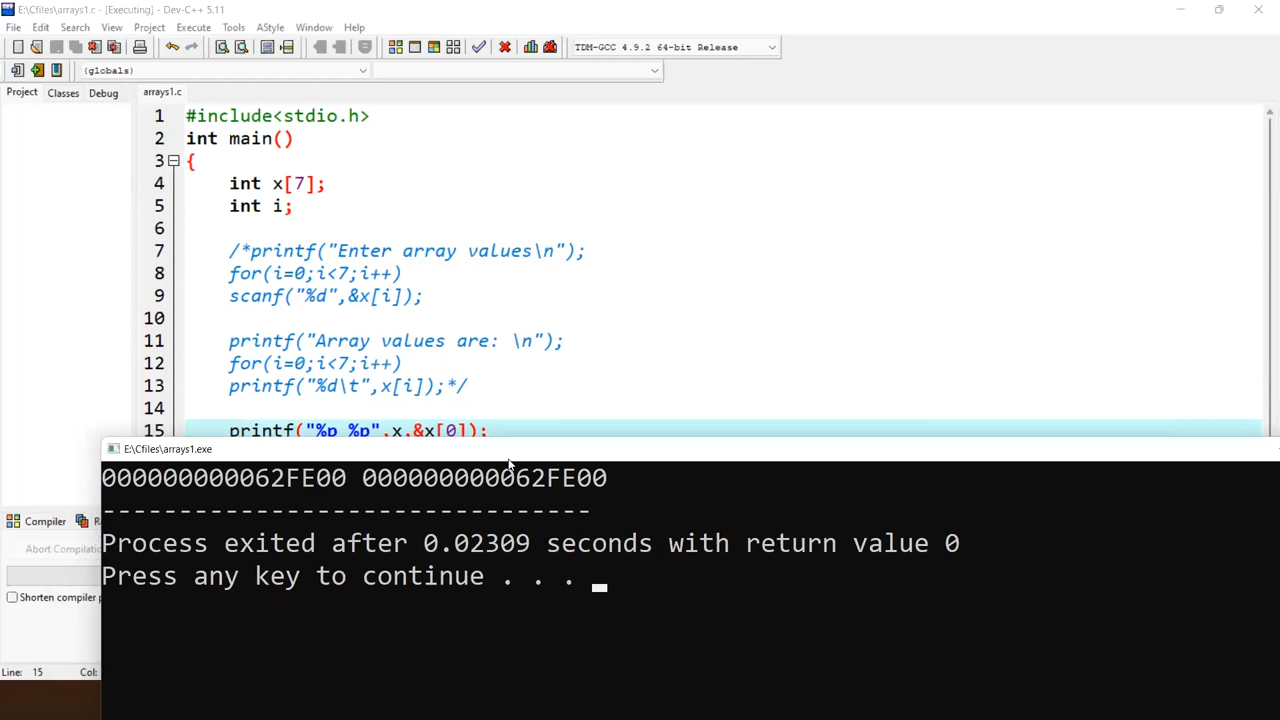 E:\Cfiles\arrays1.c - [Executing] - Dev-C++ 5.11
File Edit Search View Project Execute Tools AStyle Window Help
TDM-GCC 4.9.2 64-bit Release
(globals)
Project Classes Debug arrays1.c
1 #include<stdio.h>
2 int main()
3 {
4 int x[7];
5 int i;
6
7 /*printf("Enter array values\n");
8 for(i=0;i<7;i++)
9 scanf("%d",&x[i]);
10
11 printf("Array values are: \n");
12 for(i=0;i<7;i++)
13 printf("%d\t",x[i]);*/
14
15 printf("%p %p",x,&x[0]);
E:\Cfiles\arrays1.exe
000000000062FE00 000000000062FE00
--------------------------------
Process exited after 0.02309 seconds with return value 0
Press any key to continue . . .
Compiler
Abort Compilati
Shorten compiler
Line: 15 Col: